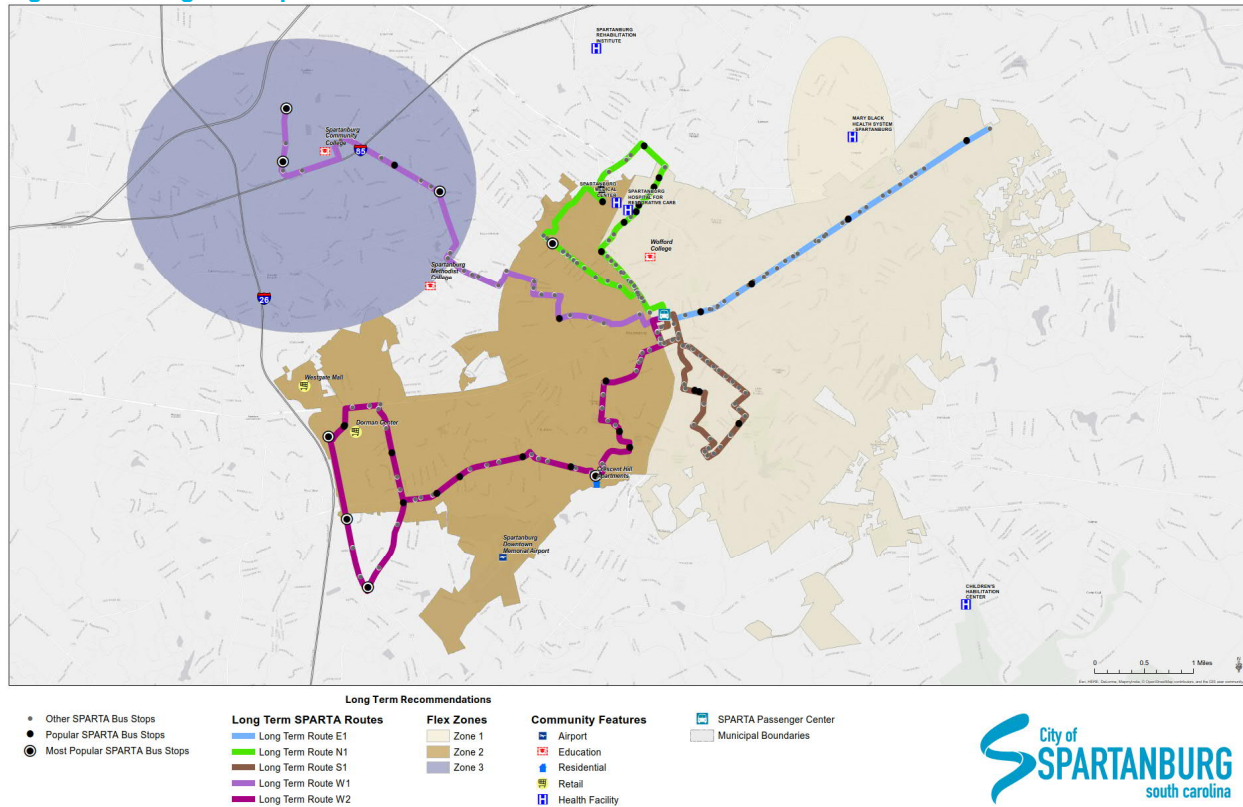 SPARTANBURG
REHABILITATION
INSTITUTE
MARY BLACK
HEALTH SYSTEM
- SPARTANBURG
Spartanburg
Community
College
85
SPARTANBURG
MEDICAL
CENTER
SPARTANBURG
HOSPITAL FOR
RESTORATIVE CARE
Wofford
College
Spartanburg
Methodist
College
26
Westgate Mall
Dorman Center
Crescent Hill
Apartments
Spartanburg
Downtown
Memorial Airport
CHILDREN'S
HABILITATION
CENTER
0 0.5 1 Miles
Long Term Recommendations
Other SPARTA Bus Stops
Popular SPARTA Bus Stops
Most Popular SPARTA Bus Stops
Long Term SPARTA Routes
Long Term Route E1
Long Term Route N1
Long Term Route S1
Long Term Route W1
Long Term Route W2
Flex Zones
Zone 1
Zone 2
Zone 3
Community Features
Airport
Education
Residential
Retail
Health Facility
SPARTA Passenger Center
Municipal Boundaries
City of
SPARTANBURG
south carolina